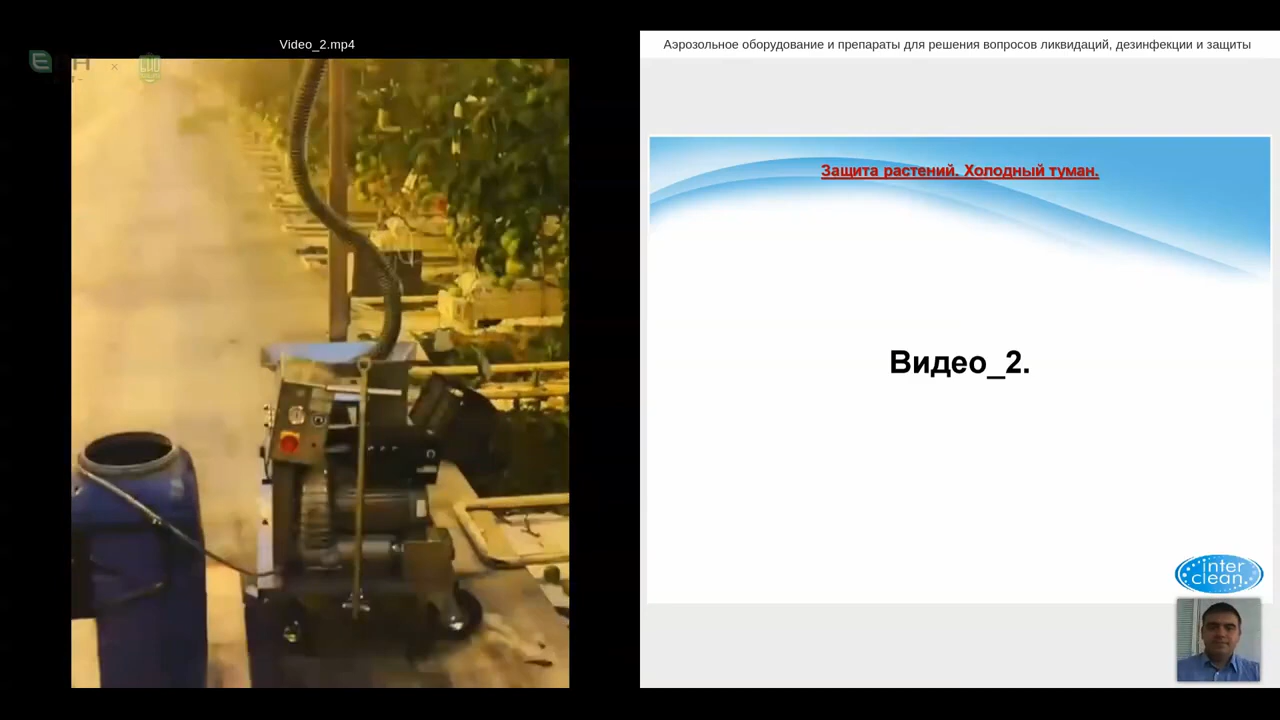 Video_2.mp4
Аэрозольное оборудование и препараты для решения вопросов ликвидаций, дезинфекции и защиты
Защита растений. Холодный туман.
Видео_2.
inter
clean